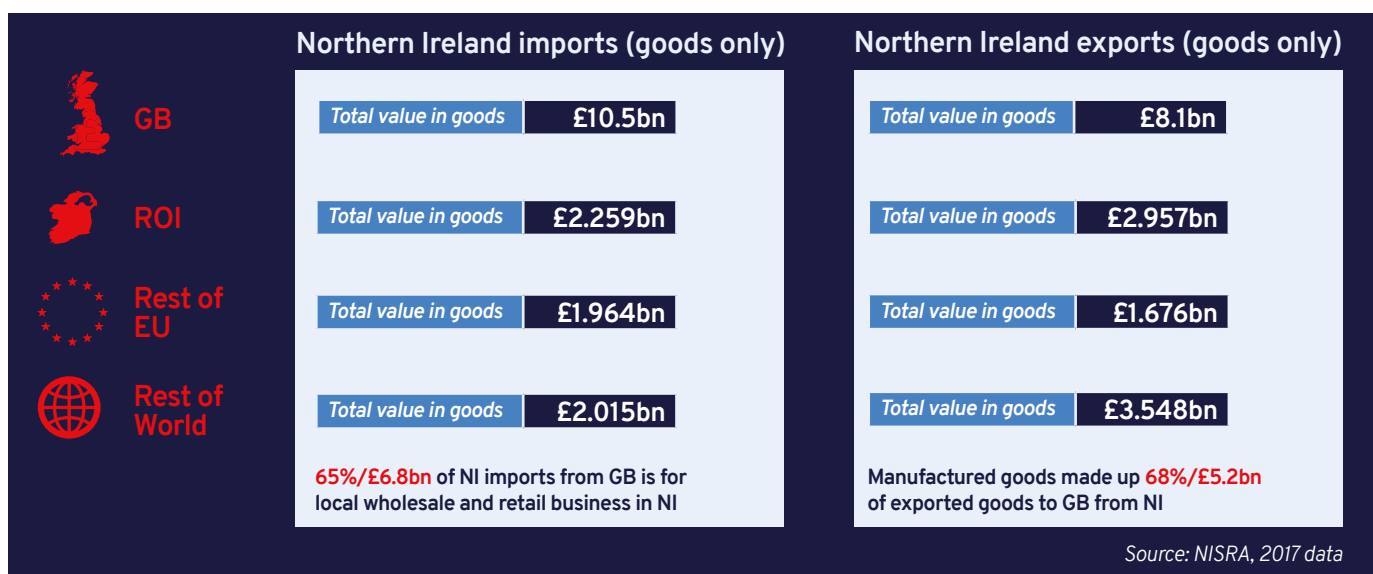 Northern Ireland imports (goods only)
Northern Ireland exports (goods only)
GB
Total value in goods £10.5bn
Total value in goods £8.1bn
ROI
Total value in goods £2.259bn
Total value in goods £2.957bn
Rest of
EU
Total value in goods £1.964bn
Total value in goods £1.676bn
Rest of
World
Total value in goods £2.015bn
Total value in goods £3.548bn
65%/£6.8bn of NI imports from GB is for
local wholesale and retail business in NI
Manufactured goods made up 68%/£5.2bn
of exported goods to GB from NI
Source: NISRA, 2017 data